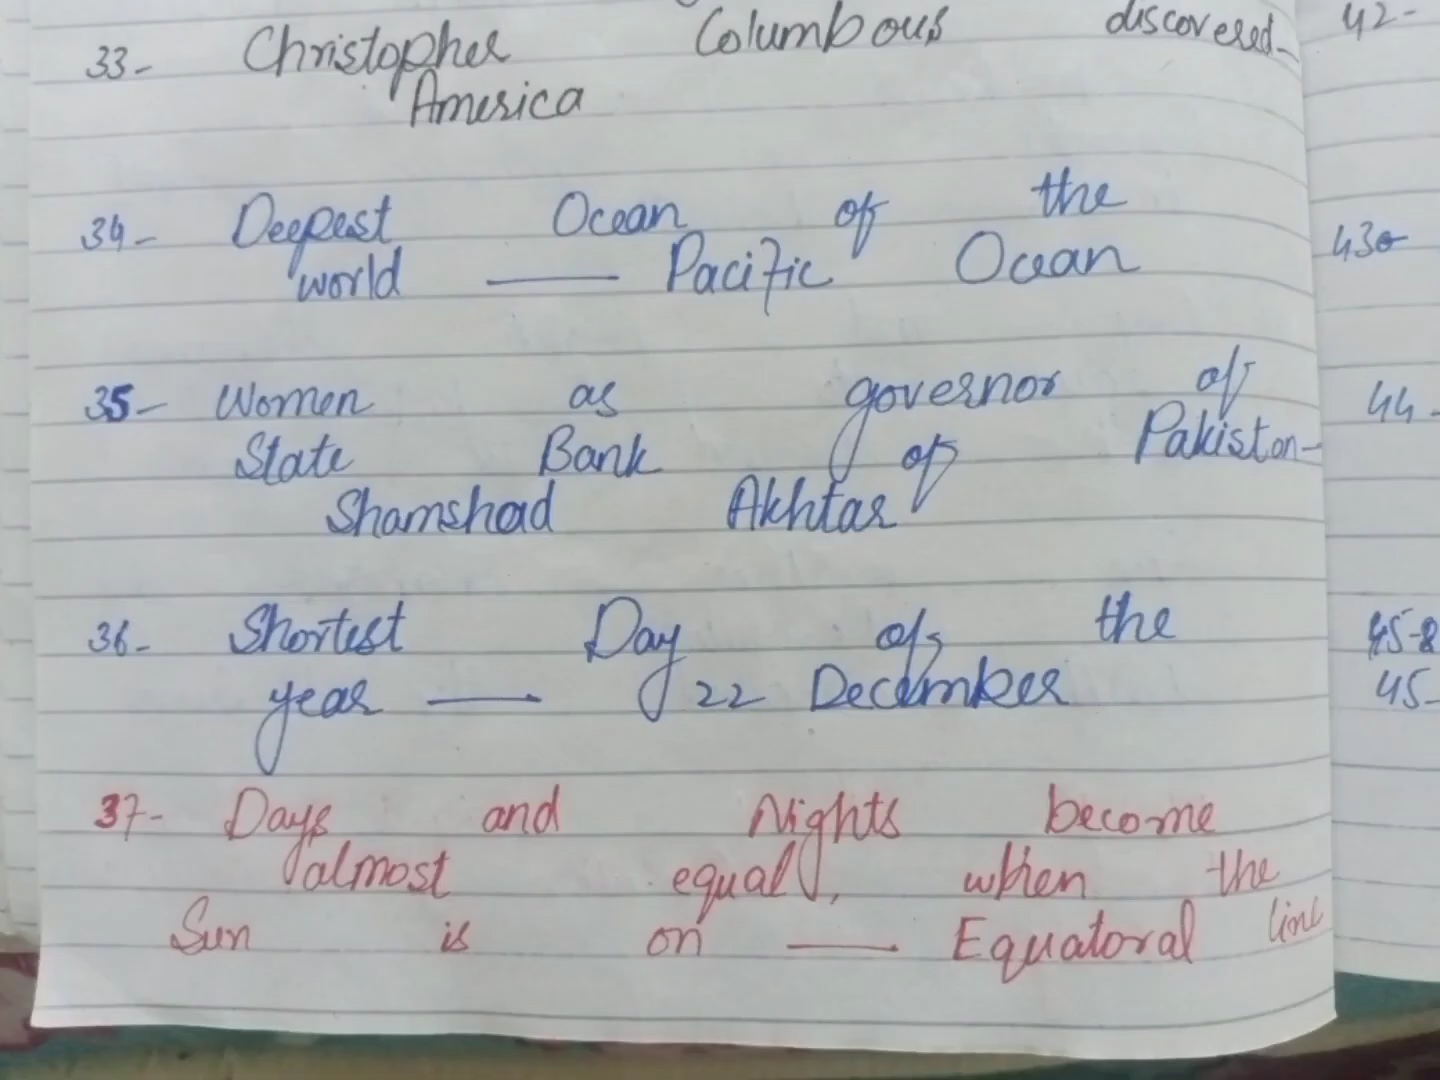 33- Christopher Columbous discovered-
America
34- Deepest Ocean of the
world — Pacific Ocean
35- Women as governor of
State Bank of Pakistan-
Shamshad Akhtar
36- Shortest Day of the
year — 22 December
37- Days and Nights become
almost equal, when the
Sun is on — Equatoral line
42-
430
44-
45-8
45-